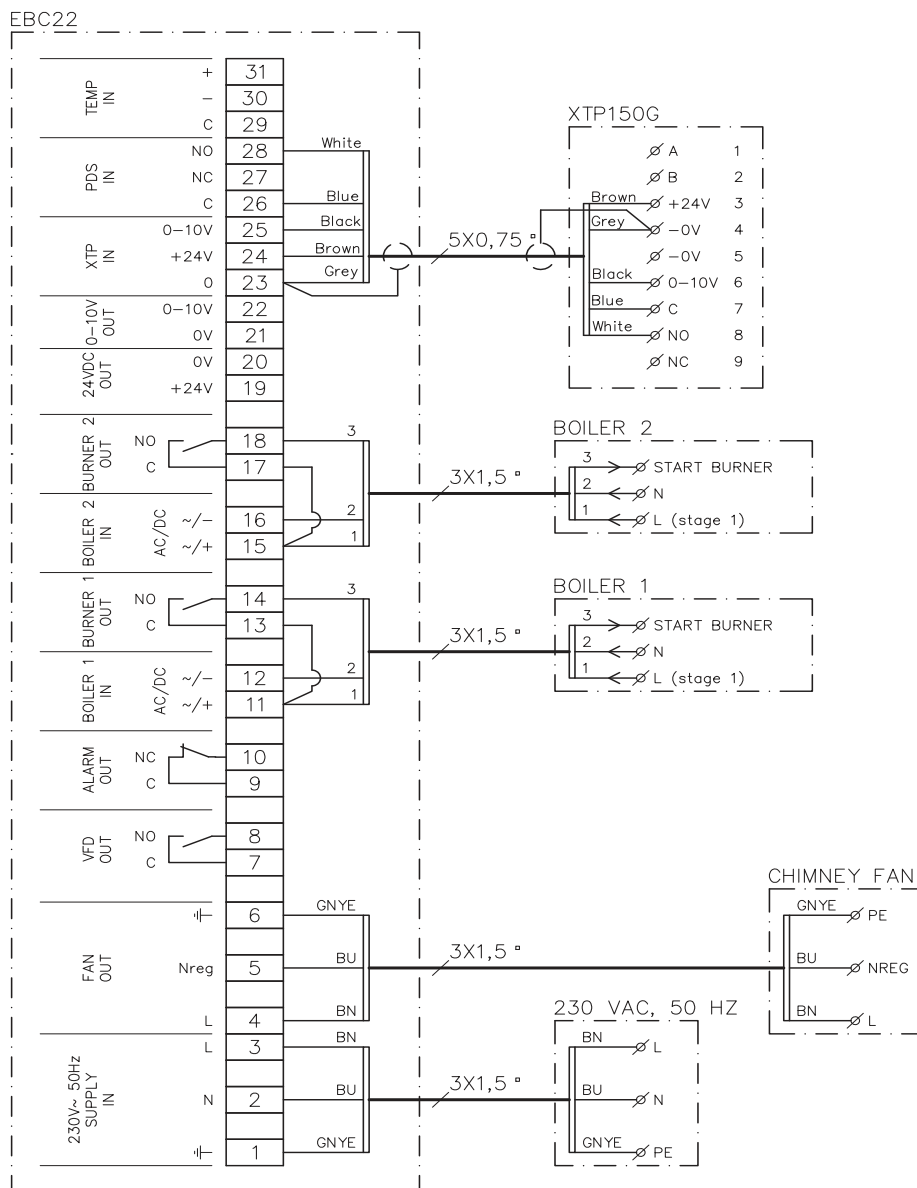 EBC22
TEMP IN
+ 31
- 30
C 29
PDS IN
NO 28 White
NC 27
C 26 Blue
XTP IN
0-10V 25 Black
+24V 24 Brown
0 23 Grey
0-10V OUT
0-10V 22
0V 21
24VDC OUT
0V 20
+24V 19
BURNER 2 OUT
NO 18 3
C 17
BOILER 2 IN
AC/DC
~/- 16 2
~/+ 15 1
BURNER 1 OUT
NO 14 3
C 13
BOILER 1 IN
AC/DC
~/- 12 2
~/+ 11 1
ALARM OUT
NC 10
C 9
VFD OUT
NO 8
C 7
FAN OUT
6 GNYE
Nreg 5 BU
L 4 BN
230V~ 50Hz SUPPLY IN
L 3 BN
N 2 BU
1 GNYE
5X0,75 ▫
XTP150G
A 1
B 2
Brown +24V 3
Grey -0V 4
-0V 5
Black 0-10V 6
Blue C 7
White NO 8
NC 9
3X1,5 ▫
BOILER 2
3 START BURNER
2 N
1 L (stage 1)
3X1,5 ▫
BOILER 1
3 START BURNER
2 N
1 L (stage 1)
3X1,5 ▫
CHIMNEY FAN
GNYE PE
BU NREG
BN L
3X1,5 ▫
230 VAC, 50 HZ
BN L
BU N
GNYE PE